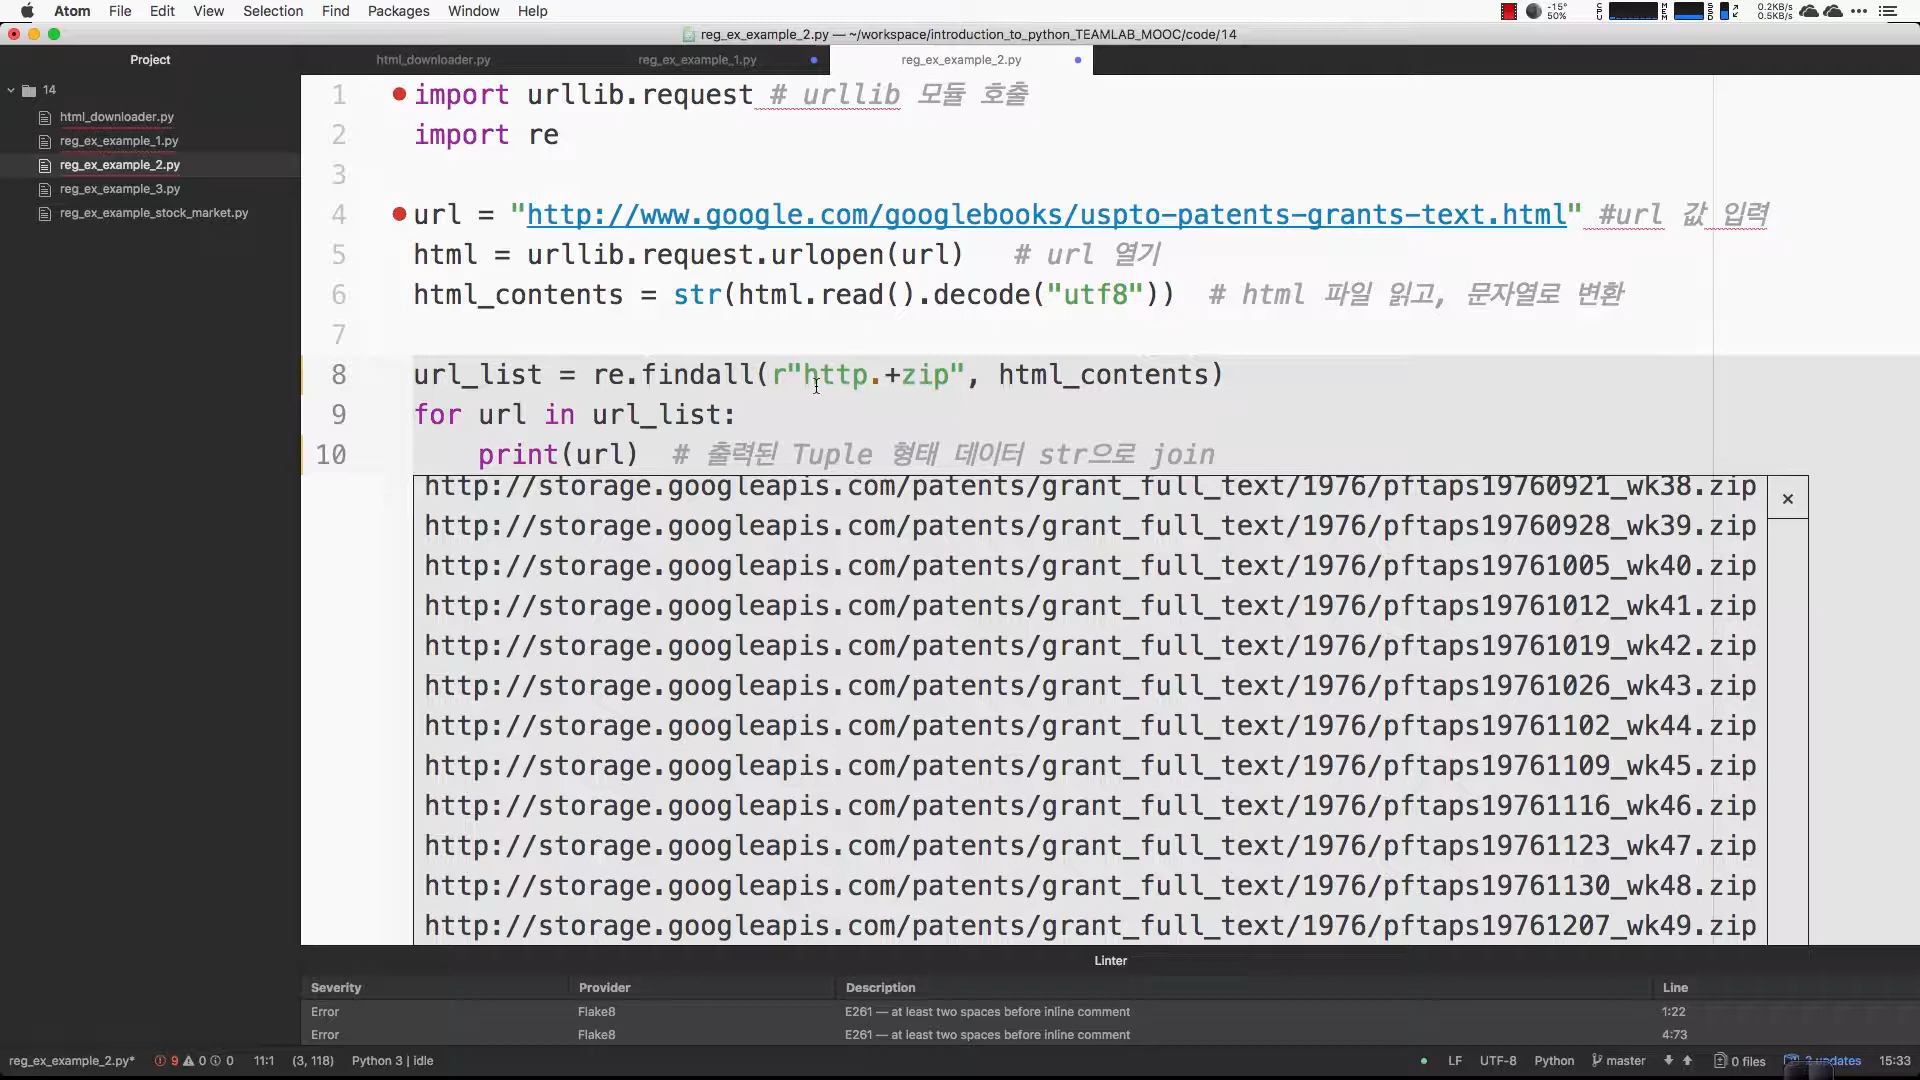 Atom File Edit View Selection Find Packages Window Help
-15° 50% CPU MEM SSD 0.2KB/s 0.5KB/s
reg_ex_example_2.py — ~/workspace/introduction_to_python_TEAMLAB_MOOC/code/14
Project html_downloader.py reg_ex_example_1.py reg_ex_example_2.py
14
html_downloader.py
reg_ex_example_1.py
reg_ex_example_2.py
reg_ex_example_3.py
reg_ex_example_stock_market.py
1 import urllib.request # urllib 모듈 호출
2 import re
3
4 url = "http://www.google.com/googlebooks/uspto-patents-grants-text.html" #url 값 입력
5 html = urllib.request.urlopen(url) # url 열기
6 html_contents = str(html.read().decode("utf8")) # html 파일 읽고, 문자열로 변환
7
8 url_list = re.findall(r"http.+zip", html_contents)
9 for url in url_list:
10 print(url) # 출력된 Tuple 형태 데이터 str으로 join
http://storage.googleapis.com/patents/grant_full_text/1976/pftaps19760921_wk38.zip
http://storage.googleapis.com/patents/grant_full_text/1976/pftaps19760928_wk39.zip
http://storage.googleapis.com/patents/grant_full_text/1976/pftaps19761005_wk40.zip
http://storage.googleapis.com/patents/grant_full_text/1976/pftaps19761012_wk41.zip
http://storage.googleapis.com/patents/grant_full_text/1976/pftaps19761019_wk42.zip
http://storage.googleapis.com/patents/grant_full_text/1976/pftaps19761026_wk43.zip
http://storage.googleapis.com/patents/grant_full_text/1976/pftaps19761102_wk44.zip
http://storage.googleapis.com/patents/grant_full_text/1976/pftaps19761109_wk45.zip
http://storage.googleapis.com/patents/grant_full_text/1976/pftaps19761116_wk46.zip
http://storage.googleapis.com/patents/grant_full_text/1976/pftaps19761123_wk47.zip
http://storage.googleapis.com/patents/grant_full_text/1976/pftaps19761130_wk48.zip
http://storage.googleapis.com/patents/grant_full_text/1976/pftaps19761207_wk49.zip
Linter
Severity Provider Description Line
Error Flake8 E261 — at least two spaces before inline comment 1:22
Error Flake8 E261 — at least two spaces before inline comment 4:73
reg_ex_example_2.py* 9 0 0 11:1 (3, 118) Python 3 | idle LF UTF-8 Python master 0 files 2 updates 15:33